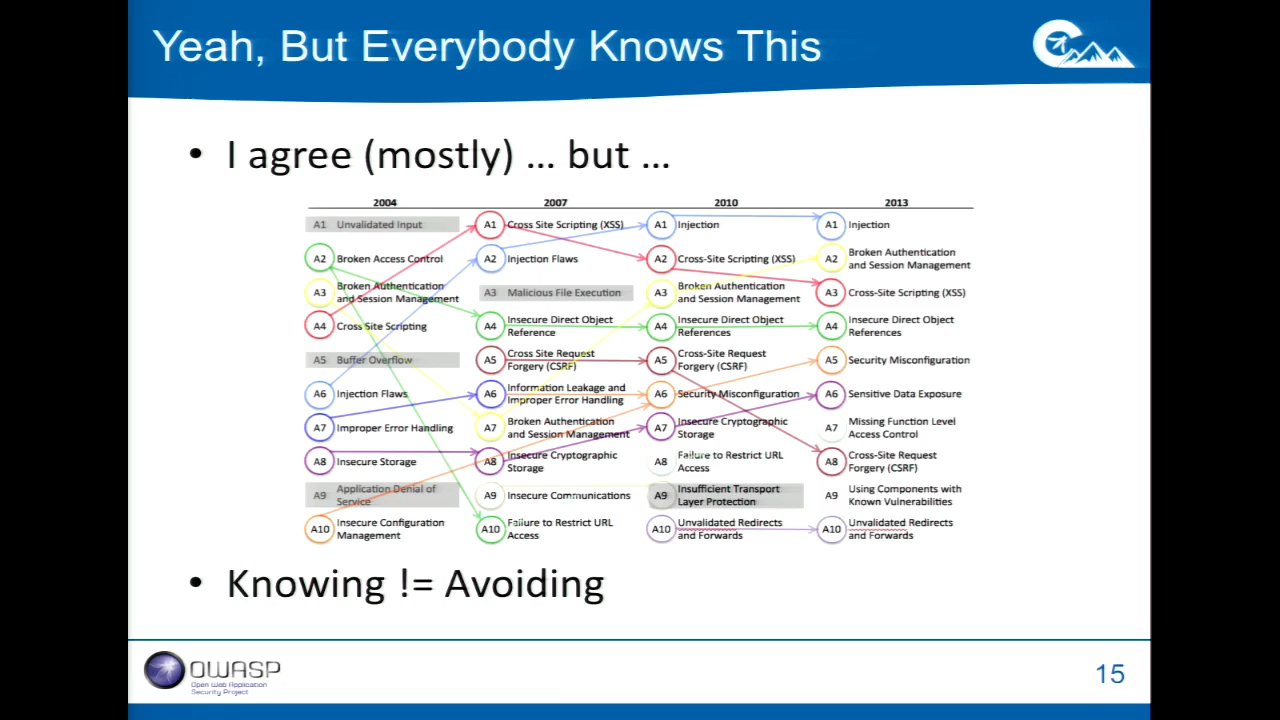 Yeah, But Everybody Knows This
• I agree (mostly) ... but ...
2004
2007
2010
2013
A1 Unvalidated Input
A2 Broken Access Control
A3 Broken Authentication
and Session Management
A4 Cross Site Scripting
A5 Buffer Overflow
A6 Injection Flaws
A7 Improper Error Handling
A8 Insecure Storage
A9 Application Denial of
Service
A10 Insecure Configuration
Management
A1 Cross Site Scripting (XSS)
A2 Injection Flaws
A3 Malicious File Execution
A4 Insecure Direct Object
Reference
A5 Cross Site Request
Forgery (CSRF)
A6 Information Leakage and
Improper Error Handling
A7 Broken Authentication
and Session Management
A8 Insecure Cryptographic
Storage
A9 Insecure Communications
A10 Failure to Restrict URL
Access
A1 Injection
A2 Cross-Site Scripting (XSS)
A3 Broken Authentication
and Session Management
A4 Insecure Direct Object
References
A5 Cross-Site Request
Forgery (CSRF)
A6 Security Misconfiguration
A7 Insecure Cryptographic
Storage
A8 Failure to Restrict URL
Access
A9 Insufficient Transport
Layer Protection
A10 Unvalidated Redirects
and Forwards
A1 Injection
A2 Broken Authentication
and Session Management
A3 Cross-Site Scripting (XSS)
A4 Insecure Direct Object
References
A5 Security Misconfiguration
A6 Sensitive Data Exposure
A7 Missing Function Level
Access Control
A8 Cross-Site Request
Forgery (CSRF)
A9 Using Components with
Known Vulnerabilities
A10 Unvalidated Redirects
and Forwards
• Knowing != Avoiding
OWASP
Open Web Application
Security Project
15